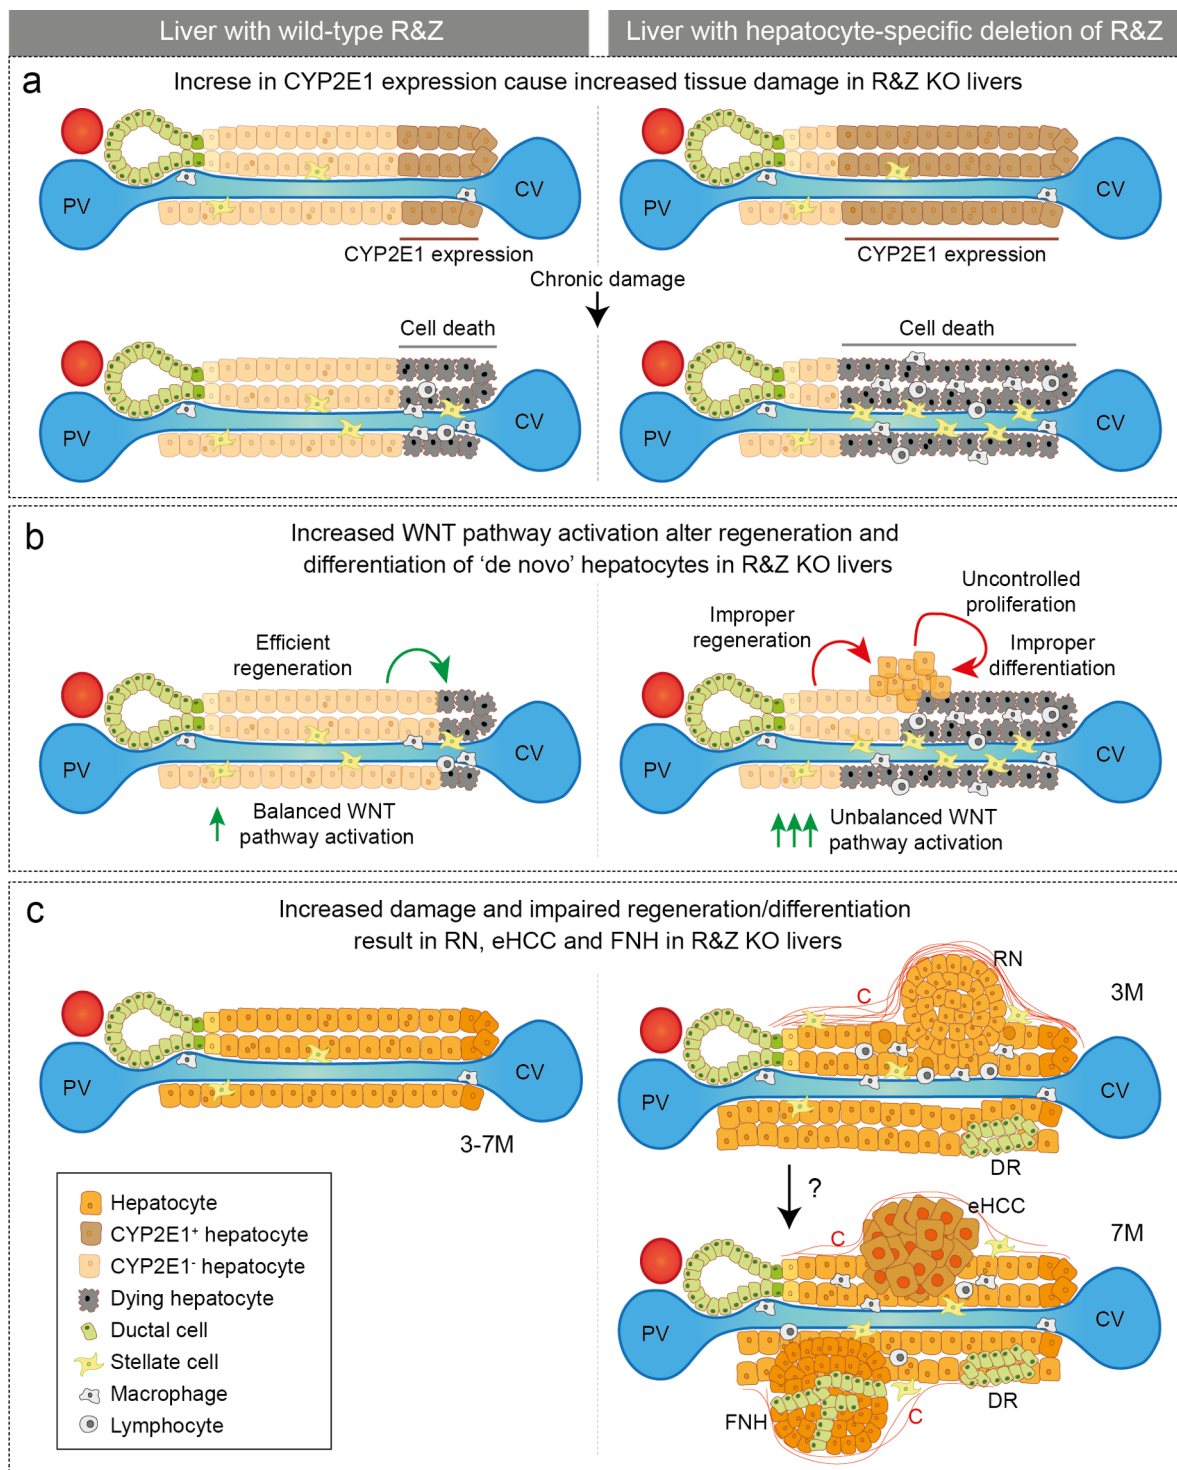 Liver with wild-type R&Z
Liver with hepatocyte-specific deletion of R&Z
a
Increse in CYP2E1 expression cause increased tissue damage in R&Z KO livers
PV
CV
CYP2E1 expression
PV
CV
CYP2E1 expression
Chronic damage
Cell death
PV
CV
Cell death
PV
CV
b
Increased WNT pathway activation alter regeneration and
differentiation of ‘de novo’ hepatocytes in R&Z KO livers
Efficient
regeneration
PV
CV
Balanced WNT
pathway activation
Improper
regeneration
Uncontrolled
proliferation
Improper
differentiation
PV
CV
Unbalanced WNT
pathway activation
c
Increased damage and impaired regeneration/differentiation
result in RN, eHCC and FNH in R&Z KO livers
PV
CV
3-7M
RN
C
3M
PV
CV
DR
?
eHCC
C
7M
PV
CV
FNH
C
DR
Hepatocyte
CYP2E1+ hepatocyte
CYP2E1- hepatocyte
Dying hepatocyte
Ductal cell
Stellate cell
Macrophage
Lymphocyte